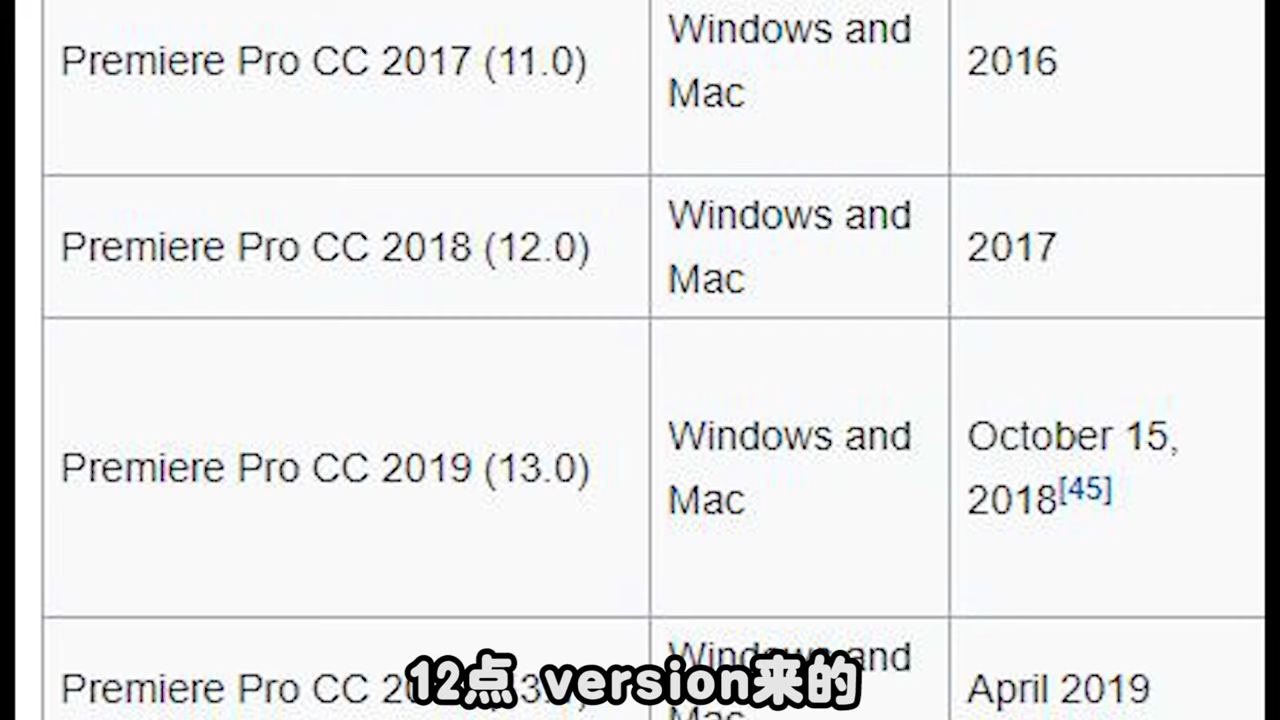 Premiere Pro CC 2017 (11.0)
Windows and
Mac
2016
Premiere Pro CC 2018 (12.0)
Windows and
Mac
2017
Premiere Pro CC 2019 (13.0)
Windows and
Mac
October 15,
2018[45]
Premiere Pro CC
Windows and
April 2019
12点 version来的